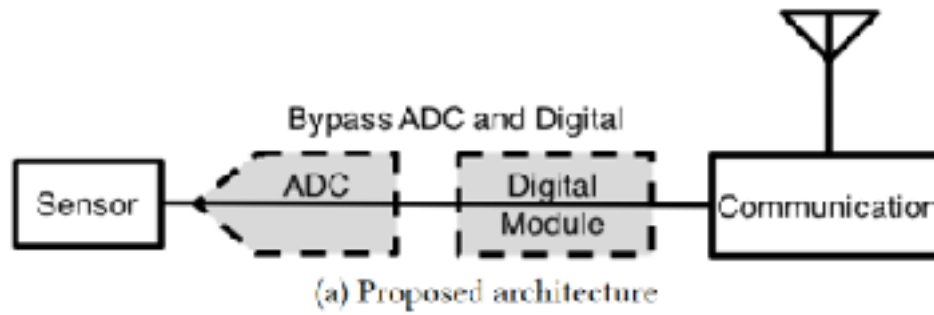 Bypass ADC and Digital
Sensor
ADC
Digital
Module
Communication
(a) Proposed architecture